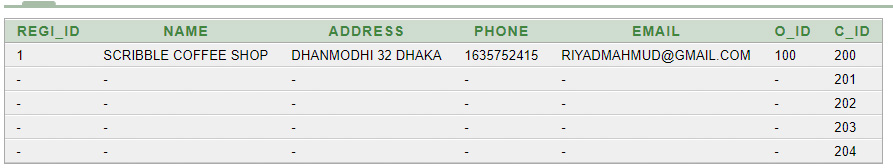 REGI_ID NAME ADDRESS PHONE EMAIL O_ID C_ID
1 SCRIBBLE COFFEE SHOP DHANMODHI 32 DHAKA 1635752415 RIYADMAHMUD@GMAIL.COM 100 200
- - - - - - 201
- - - - - - 202
- - - - - - 203
- - - - - - 204